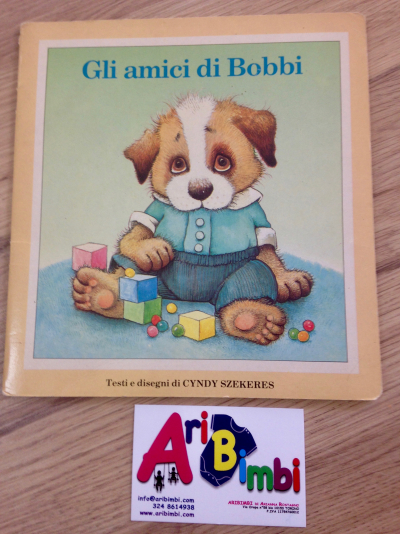 Gli amici di Bobbi
Testi e disegni di CYNDY SZEKERES
AriBimbi
info@aribimbi.com
324 8614938
www.aribimbi.com
ARIBIMBI DI